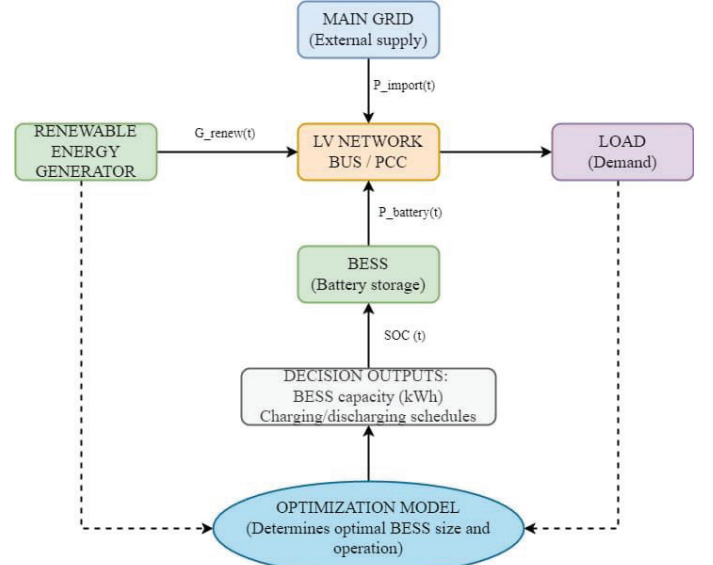 MAIN GRID
(External supply)
P_import(t)
RENEWABLE
ENERGY
GENERATOR
G_renew(t)
LV NETWORK
BUS / PCC
LOAD
(Demand)
P_battery(t)
BESS
(Battery storage)
SOC (t)
DECISION OUTPUTS:
BESS capacity (kWh)
Charging/discharging schedules
OPTIMIZATION MODEL
(Determines optimal BESS size and
operation)